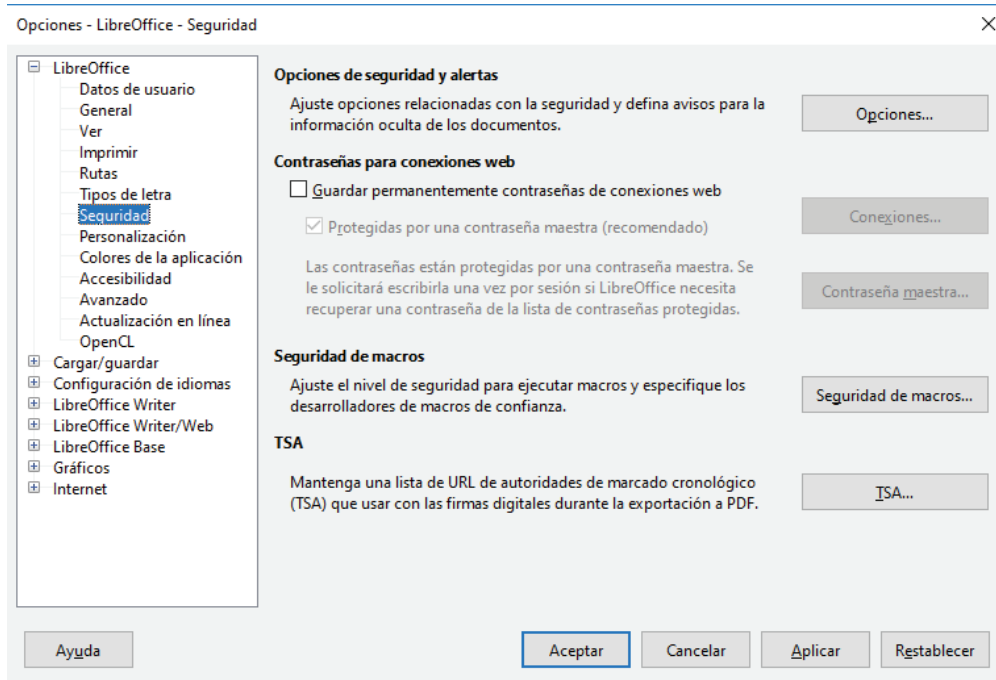 Opciones - LibreOffice - Seguridad
LibreOffice
Datos de usuario
General
Ver
Imprimir
Rutas
Tipos de letra
Seguridad
Personalización
Colores de la aplicación
Accesibilidad
Avanzado
Actualización en línea
OpenCL
Cargar/guardar
Configuración de idiomas
LibreOffice Writer
LibreOffice Writer/Web
LibreOffice Base
Gráficos
Internet
Opciones de seguridad y alertas
Ajuste opciones relacionadas con la seguridad y defina avisos para la
información oculta de los documentos.
Opciones...
Contraseñas para conexiones web
Guardar permanentemente contraseñas de conexiones web
Protegidas por una contraseña maestra (recomendado)
Conexiones...
Las contraseñas están protegidas por una contraseña maestra. Se
le solicitará escribirla una vez por sesión si LibreOffice necesita
recuperar una contraseña de la lista de contraseñas protegidas.
Contraseña maestra...
Seguridad de macros
Ajuste el nivel de seguridad para ejecutar macros y especifique los
desarrolladores de macros de confianza.
Seguridad de macros...
TSA
Mantenga una lista de URL de autoridades de marcado cronológico
(TSA) que usar con las firmas digitales durante la exportación a PDF.
TSA...
Ayuda
Aceptar
Cancelar
Aplicar
Restablecer